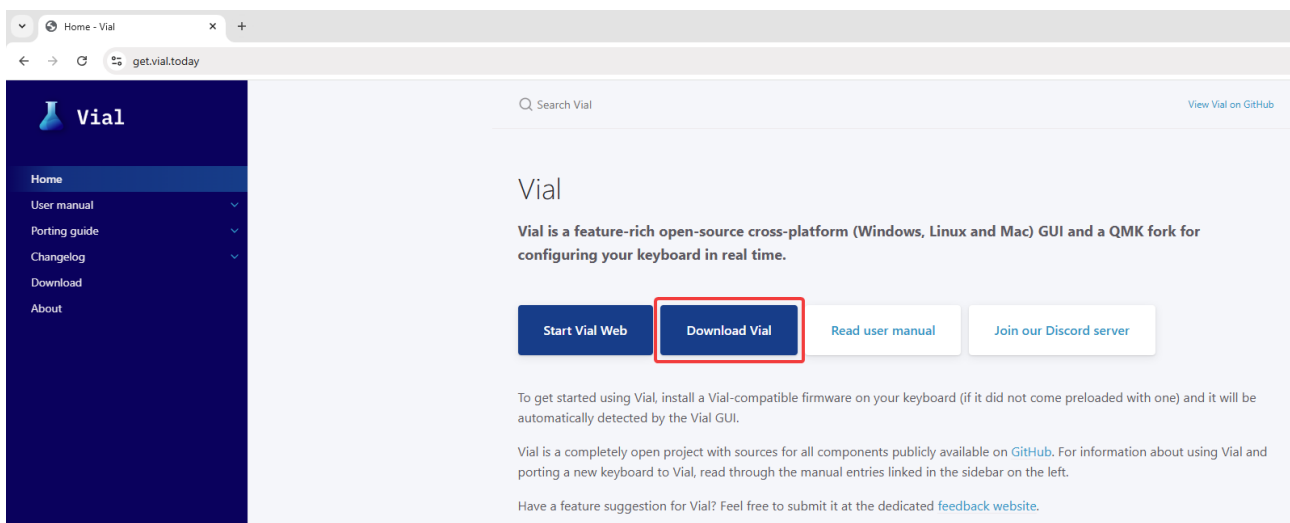 Home - Vial
get.vial.today
Vial
Search Vial
View Vial on GitHub
Home
User manual
Porting guide
Changelog
Download
About
Vial
Vial is a feature-rich open-source cross-platform (Windows, Linux and Mac) GUI and a QMK fork for
configuring your keyboard in real time.
Start Vial Web
Download Vial
Read user manual
Join our Discord server
To get started using Vial, install a Vial-compatible firmware on your keyboard (if it did not come preloaded with one) and it will be
automatically detected by the Vial GUI.
Vial is a completely open project with sources for all components publicly available on GitHub. For information about using Vial and
porting a new keyboard to Vial, read through the manual entries linked in the sidebar on the left.
Have a feature suggestion for Vial? Feel free to submit it at the dedicated feedback website.